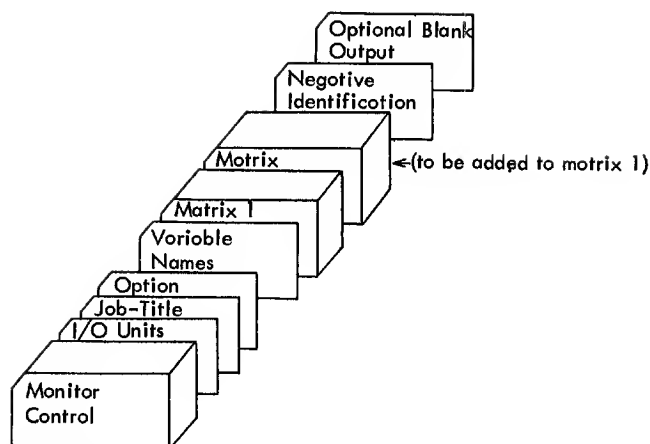 Optional Blank
Output
Negotive
Identificotion
Motrix
(to be added to motrix 1)
Matrix 1
Vorioble
Names
Option
Job-Title
I/O Units
Monitor
Control